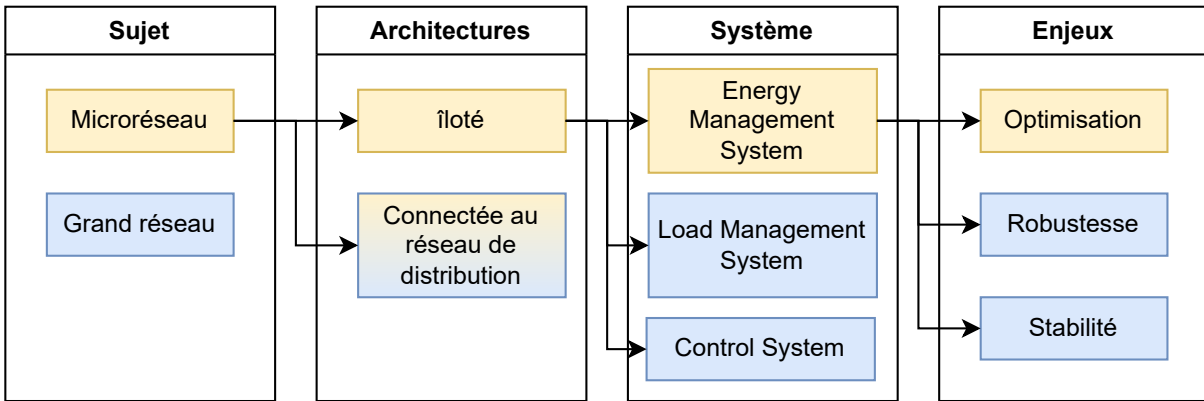 Sujet
Microréseau
Grand réseau
Architectures
îloté
Connectée au
réseau de
distribution
Système
Energy
Management
System
Load Management
System
Control System
Enjeux
Optimisation
Robustesse
Stabilité